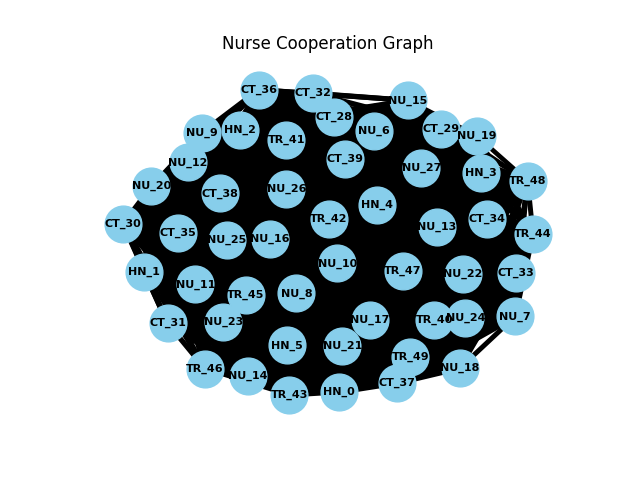 Nurse Cooperation Graph
CT_36
CT_32
NU_15
CT_28
NU_9
HN_2
TR_41
NU_6
CT_29
NU_19
NU_12
CT_39
NU_27
HN_3
TR_48
NU_20
CT_38
NU_26
HN_4
CT_30
CT_35
NU_25
NU_16
TR_42
NU_13
CT_34
TR_44
HN_1
NU_11
NU_10
TR_47
NU_22
CT_33
TR_45
NU_8
CT_31
NU_23
NU_17
TR_40
NU_24
NU_7
HN_5
NU_21
TR_49
TR_46
NU_14
CT_37
NU_18
TR_43
HN_0